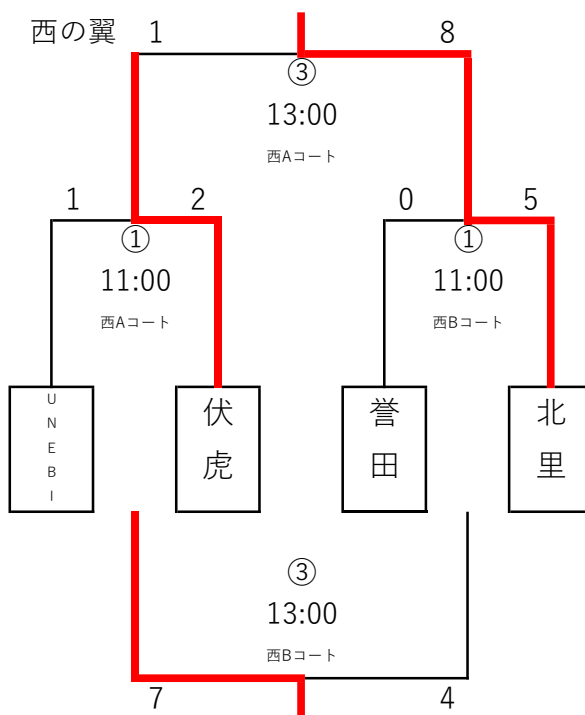 西の翼 1 8
③
13:00
西Aコート
1 2 0 5
① ①
11:00 11:00
西Aコート 西Bコート
UNEBI 伏虎 誉田 北里
③
13:00
西Bコート
7 4